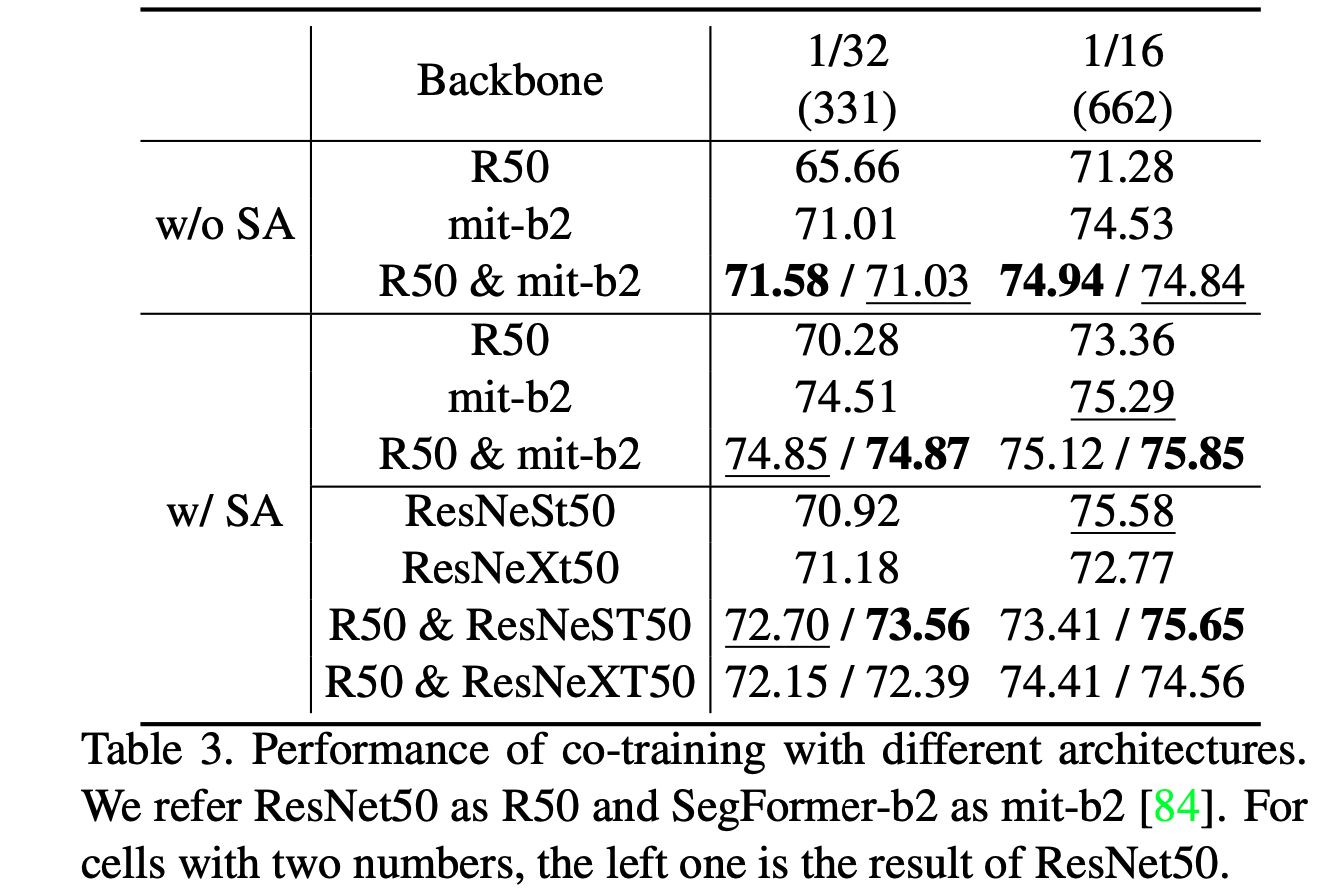 Backbone 1/32 1/16
(331) (662)
R50 65.66 71.28
w/o SA mit-b2 71.01 74.53
R50 & mit-b2 71.58 / 71.03 74.94 / 74.84
R50 70.28 73.36
mit-b2 74.51 75.29
R50 & mit-b2 74.85 / 74.87 75.12 / 75.85
w/ SA ResNeSt50 70.92 75.58
ResNeXt50 71.18 72.77
R50 & ResNeST50 72.70 / 73.56 73.41 / 75.65
R50 & ResNeXT50 72.15 / 72.39 74.41 / 74.56
Table 3. Performance of co-training with different architectures.
We refer ResNet50 as R50 and SegFormer-b2 as mit-b2 [84]. For
cells with two numbers, the left one is the result of ResNet50.